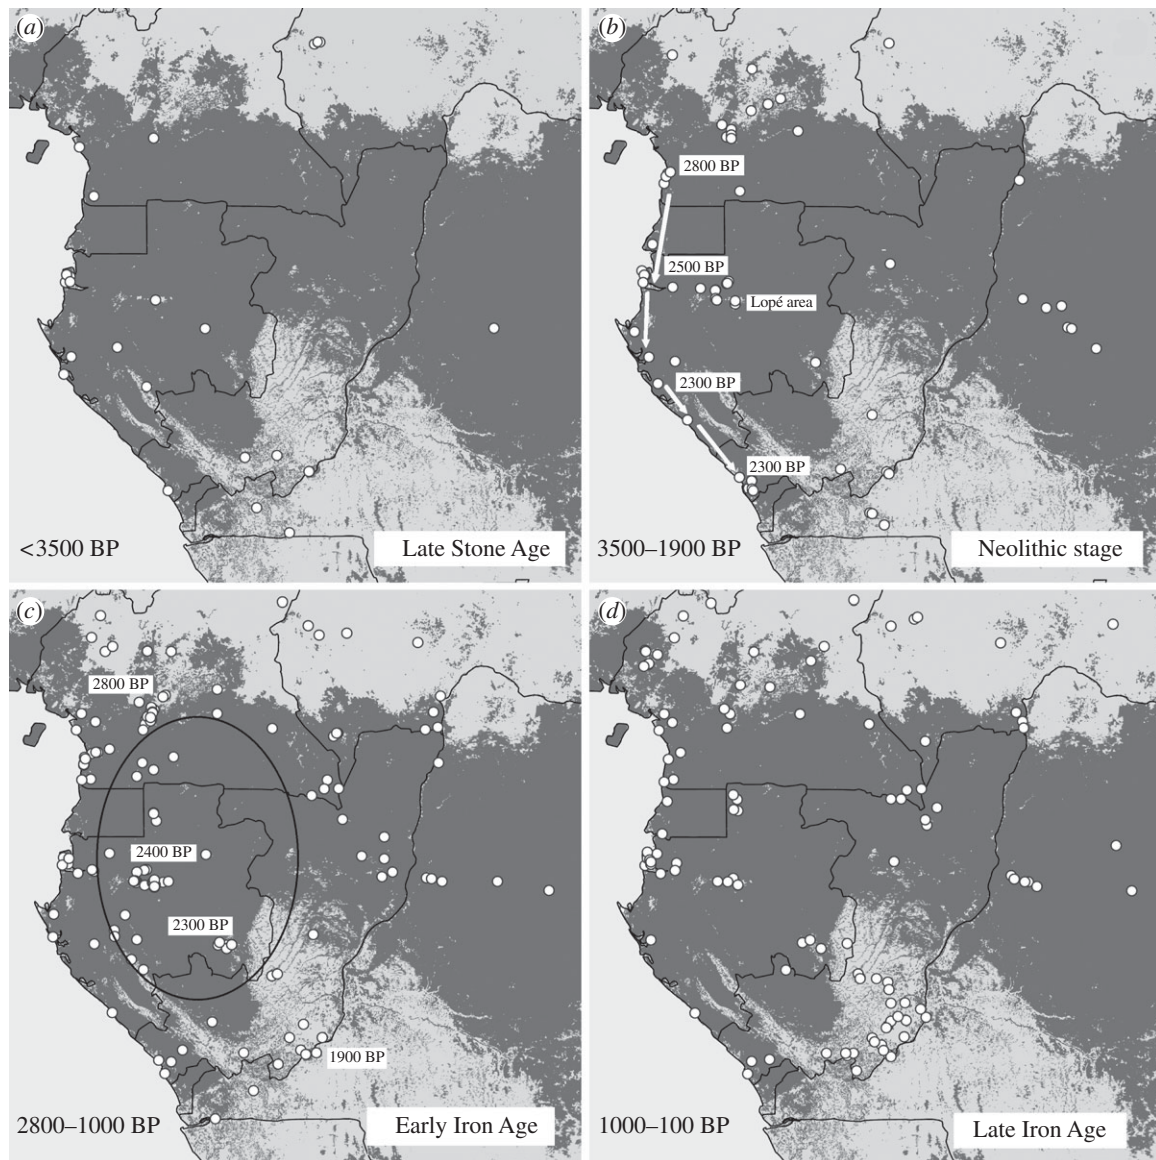 (a)
<3500 BP
Late Stone Age
(b)
2800 BP
2500 BP
Lopé area
2300 BP
2300 BP
3500–1900 BP
Neolithic stage
(c)
2800 BP
2400 BP
2300 BP
1900 BP
2800–1000 BP
Early Iron Age
(d)
1000–100 BP
Late Iron Age